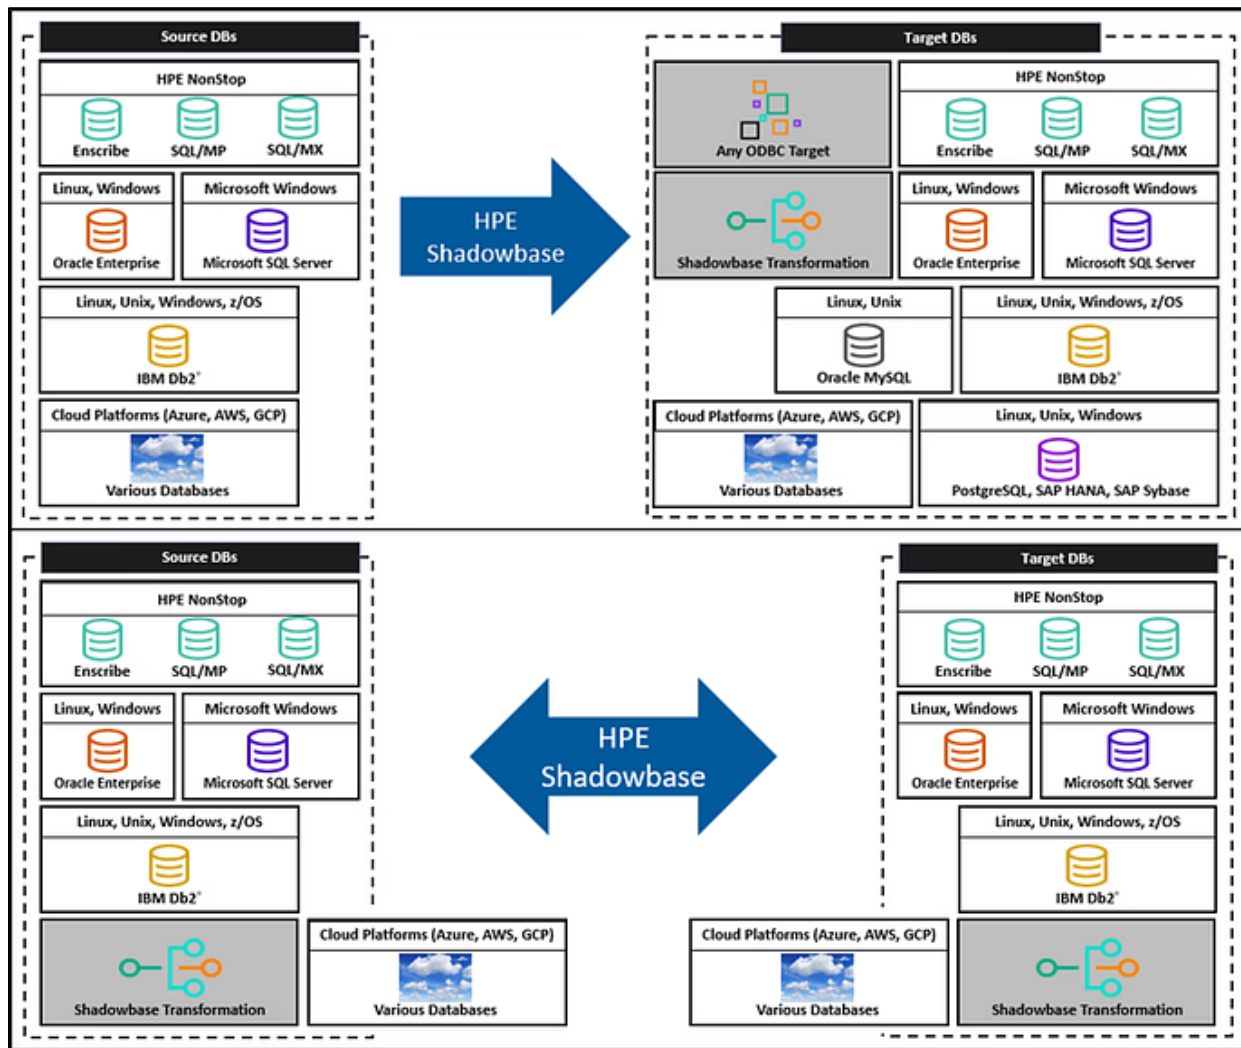 Source DBs
HPE NonStop
Enscribe
SQL/MP
SQL/MX
Linux, Windows
Oracle Enterprise
Microsoft Windows
Microsoft SQL Server
Linux, Unix, Windows, z/OS
IBM Db2*
Cloud Platforms (Azure, AWS, GCP)
Various Databases
HPE
Shadowbase
Target DBs
Any ODBC Target
HPE NonStop
Enscribe
SQL/MP
SQL/MX
Shadowbase Transformation
Linux, Windows
Oracle Enterprise
Microsoft Windows
Microsoft SQL Server
Linux, Unix
Oracle MySQL
Linux, Unix, Windows, z/OS
IBM Db2*
Cloud Platforms (Azure, AWS, GCP)
Various Databases
Linux, Unix, Windows
PostgreSQL, SAP HANA, SAP Sybase
Source DBs
HPE NonStop
Enscribe
SQL/MP
SQL/MX
Linux, Windows
Oracle Enterprise
Microsoft Windows
Microsoft SQL Server
Linux, Unix, Windows, z/OS
IBM Db2*
Shadowbase Transformation
Cloud Platforms (Azure, AWS, GCP)
Various Databases
HPE
Shadowbase
Target DBs
HPE NonStop
Enscribe
SQL/MP
SQL/MX
Linux, Windows
Oracle Enterprise
Microsoft Windows
Microsoft SQL Server
Linux, Unix, Windows, z/OS
IBM Db2*
Cloud Platforms (Azure, AWS, GCP)
Various Databases
Shadowbase Transformation